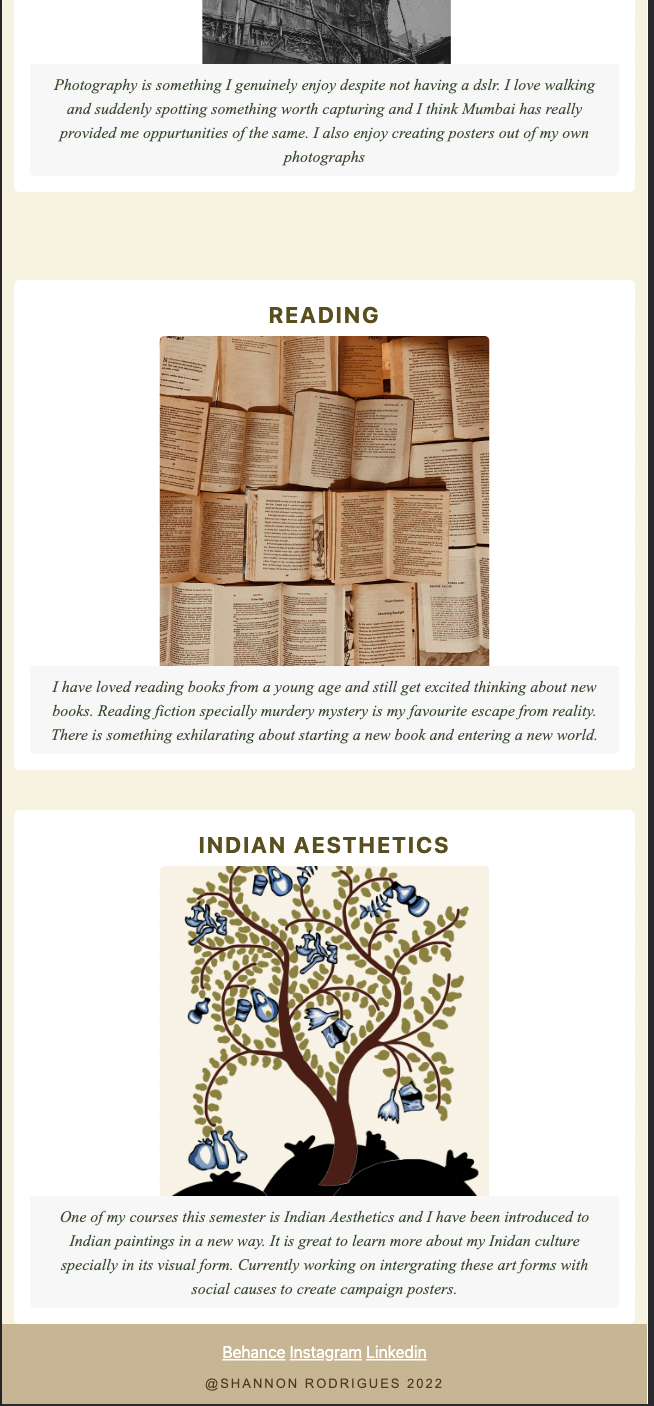 Photography is something I genuinely enjoy despite not having a dslr. I love walking
and suddenly spotting something worth capturing and I think Mumbai has really
provided me oppurtunities of the same. I also enjoy creating posters out of my own
photographs
READING
I have loved reading books from a young age and still get excited thinking about new
books. Reading fiction specially murdery mystery is my favourite escape from reality.
There is something exhilarating about starting a new book and entering a new world.
INDIAN AESTHETICS
One of my courses this semester is Indian Aesthetics and I have been introduced to
Indian paintings in a new way. It is great to learn more about my Inidan culture
specially in its visual form. Currently working on intergrating these art forms with
social causes to create campaign posters.
Behance Instagram Linkedin
@SHANNON RODRIGUES 2022